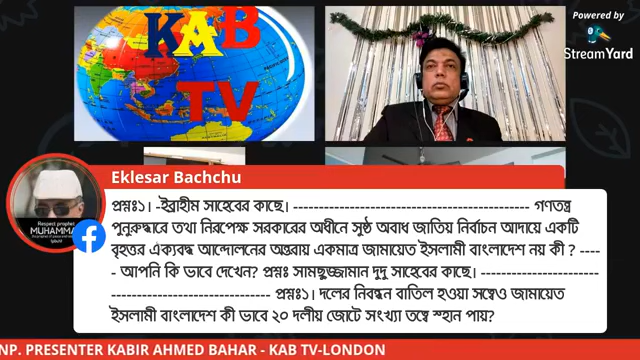 KAB
TV
Powered by
StreamYard
Eklesar Bachchu
Respect prophet
MUHAMMAD
প্রশ্নঃ১। -ইব্রাহীম সাহেবের কাছে। ---------------------------------------------- গণতন্ত্র
পুনুরুদ্ধারে তথা নিরপেক্ষ সরকারের অধীনে সুষ্ঠ অবাধ জাতিয় নির্বাচন আদায়ে একটি
বৃহত্তর এক্যবদ্ধ আন্দোলনের অন্তরায় একমাত্র জামায়েত ইসলামী বাংলাদেশ নয় কী ? ----
- আপনি কি ভাবে দেখেন? প্রশ্নঃ সামছুজ্জামান দুদু সাহেবের কাছে। -----------------------
------------------------------- প্রশ্নঃ১। দলের নিবন্ধন বাতিল হওয়া সত্বেও জামায়েত
ইসলামী বাংলাদেশ কী ভাবে ২০ দলীয় জোটে সংখ্যা তত্বে স্হান পায়?
NP. PRESENTER KABIR AHMED BAHAR - KAB TV-LONDON